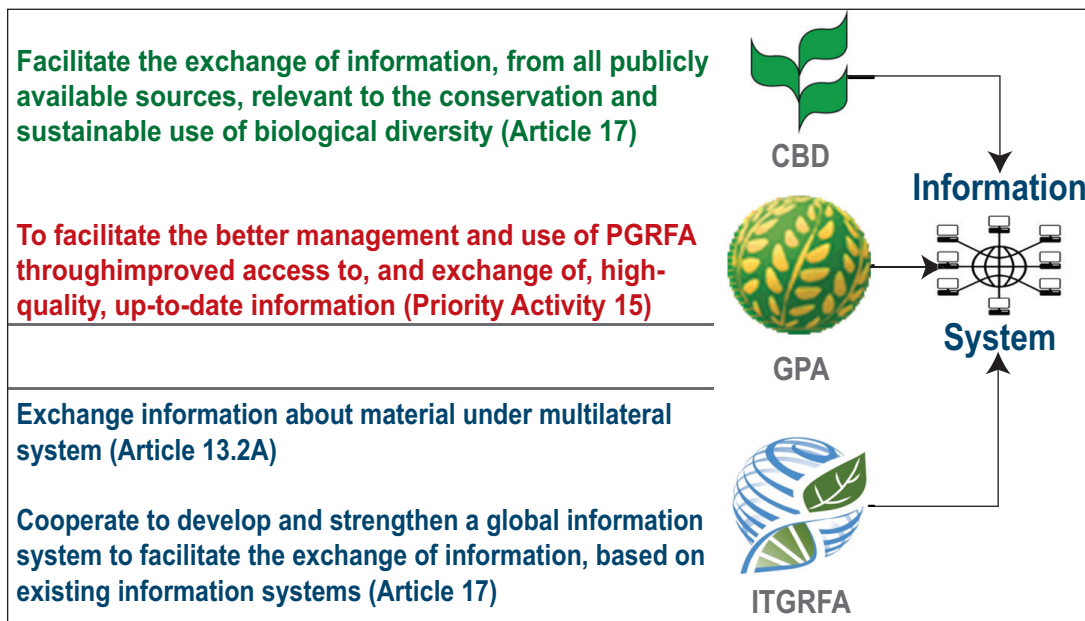 Facilitate the exchange of information, from all publicly
available sources, relevant to the conservation and
sustainable use of biological diversity (Article 17)
CBD
Information
To facilitate the better management and use of PGRFA
throughimproved access to, and exchange of, high-
quality, up-to-date information (Priority Activity 15)
System
GPA
Exchange information about material under multilateral
system (Article 13.2A)
Cooperate to develop and strengthen a global information
system to facilitate the exchange of information, based on
existing information systems (Article 17)
ITGRFA